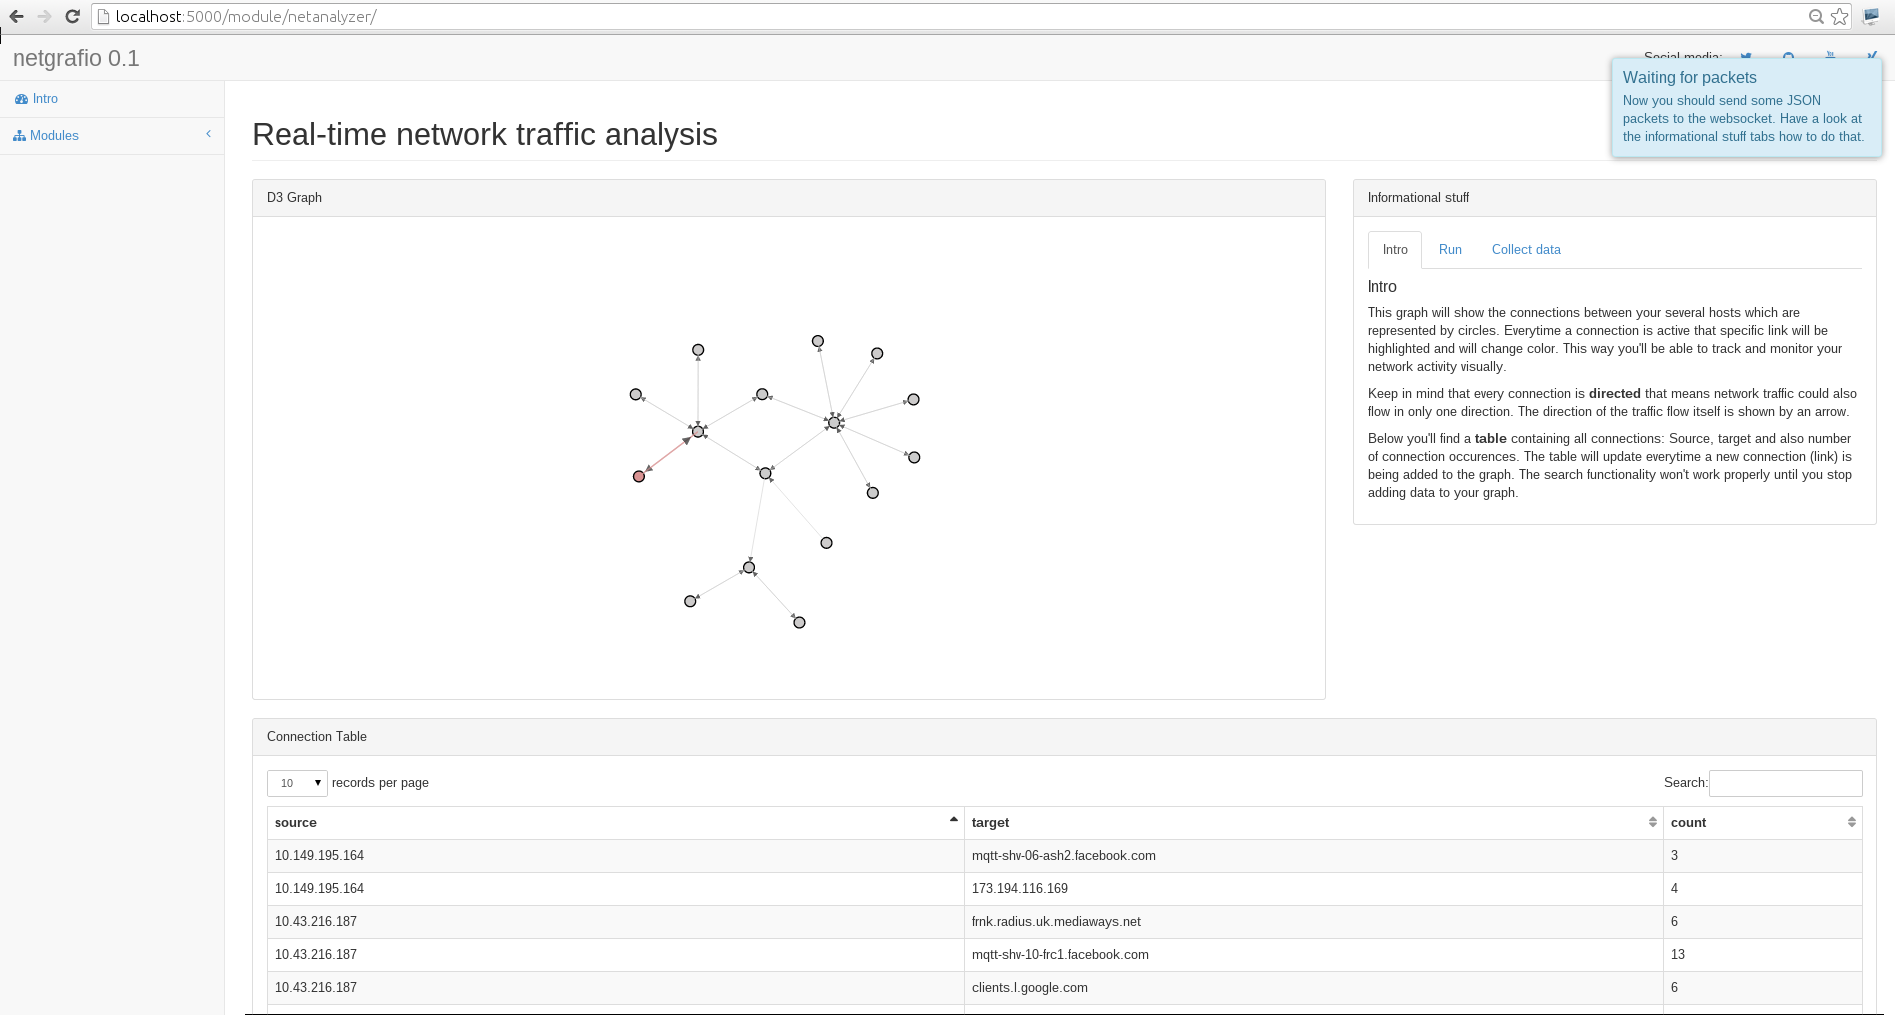 localhost:5000/module/netanalyzer/
netgrafio 0.1
Social media:
Waiting for packets
Now you should send some JSON
packets to the websocket. Have a look at
the informational stuff tabs how to do that.
Intro
Modules
Real-time network traffic analysis
D3 Graph
Informational stuff
Intro Run Collect data
Intro
This graph will show the connections between your several hosts which are
represented by circles. Everytime a connection is active that specific link will be
highlighted and will change color. This way you'll be able to track and monitor your
network activity visually.
Keep in mind that every connection is directed that means network traffic could also
flow in only one direction. The direction of the traffic flow itself is shown by an arrow.
Below you'll find a table containing all connections: Source, target and also number
of connection occurences. The table will update everytime a new connection (link) is
being added to the graph. The search functionality won't work properly until you stop
adding data to your graph.
Connection Table
10 records per page Search:
source target count
10.149.195.164 mqtt-shv-06-ash2.facebook.com 3
10.149.195.164 173.194.116.169 4
10.43.216.187 frnk.radius.uk.mediaways.net 6
10.43.216.187 mqtt-shv-10-frc1.facebook.com 13
10.43.216.187 clients.l.google.com 6